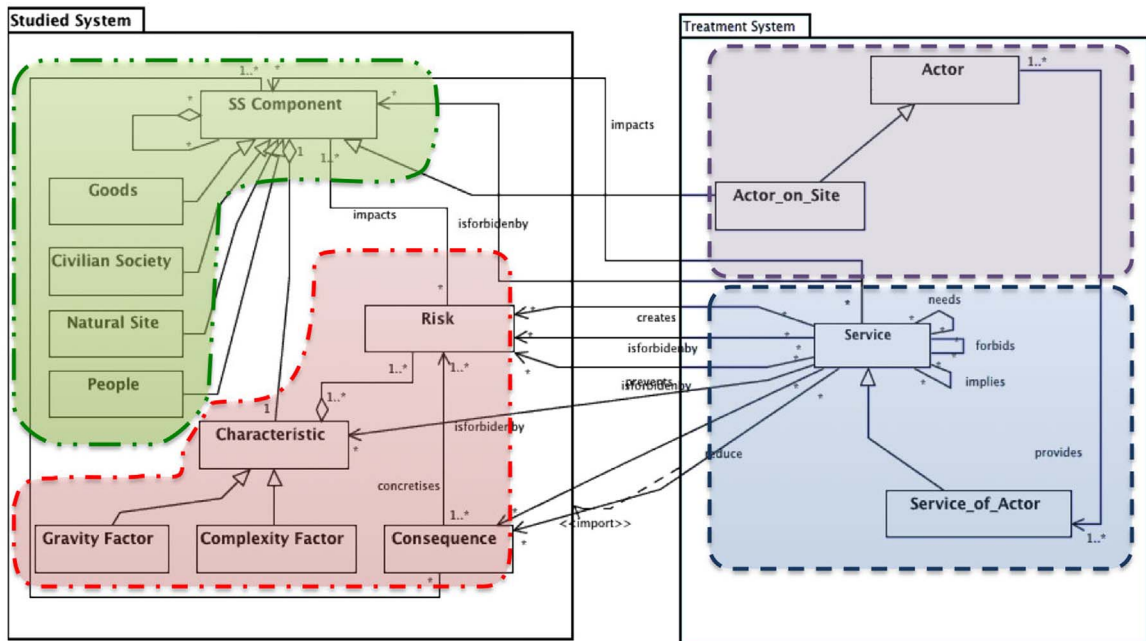 Studied System
Treatment System
1..*
*
SS Component
*
*
*
1
1..*
Goods
Civilian Society
Natural Site
People
impacts
isforbidenby
impacts
Actor
1..*
Actor_on_Site
*
Risk
*
*
*
1..*
1..*
1..*
creates
isforbidenby
prevents
isforbidenby
isforbidenby
*
Service
needs
*
*
forbids
*
*
implies
*
*
*
*
*
*
*
*
1
Characteristic
*
concretises
reduce
provides
1..*
*
*
<<import>>
Gravity Factor
Complexity Factor
Consequence
*
Service_of_Actor
1..*